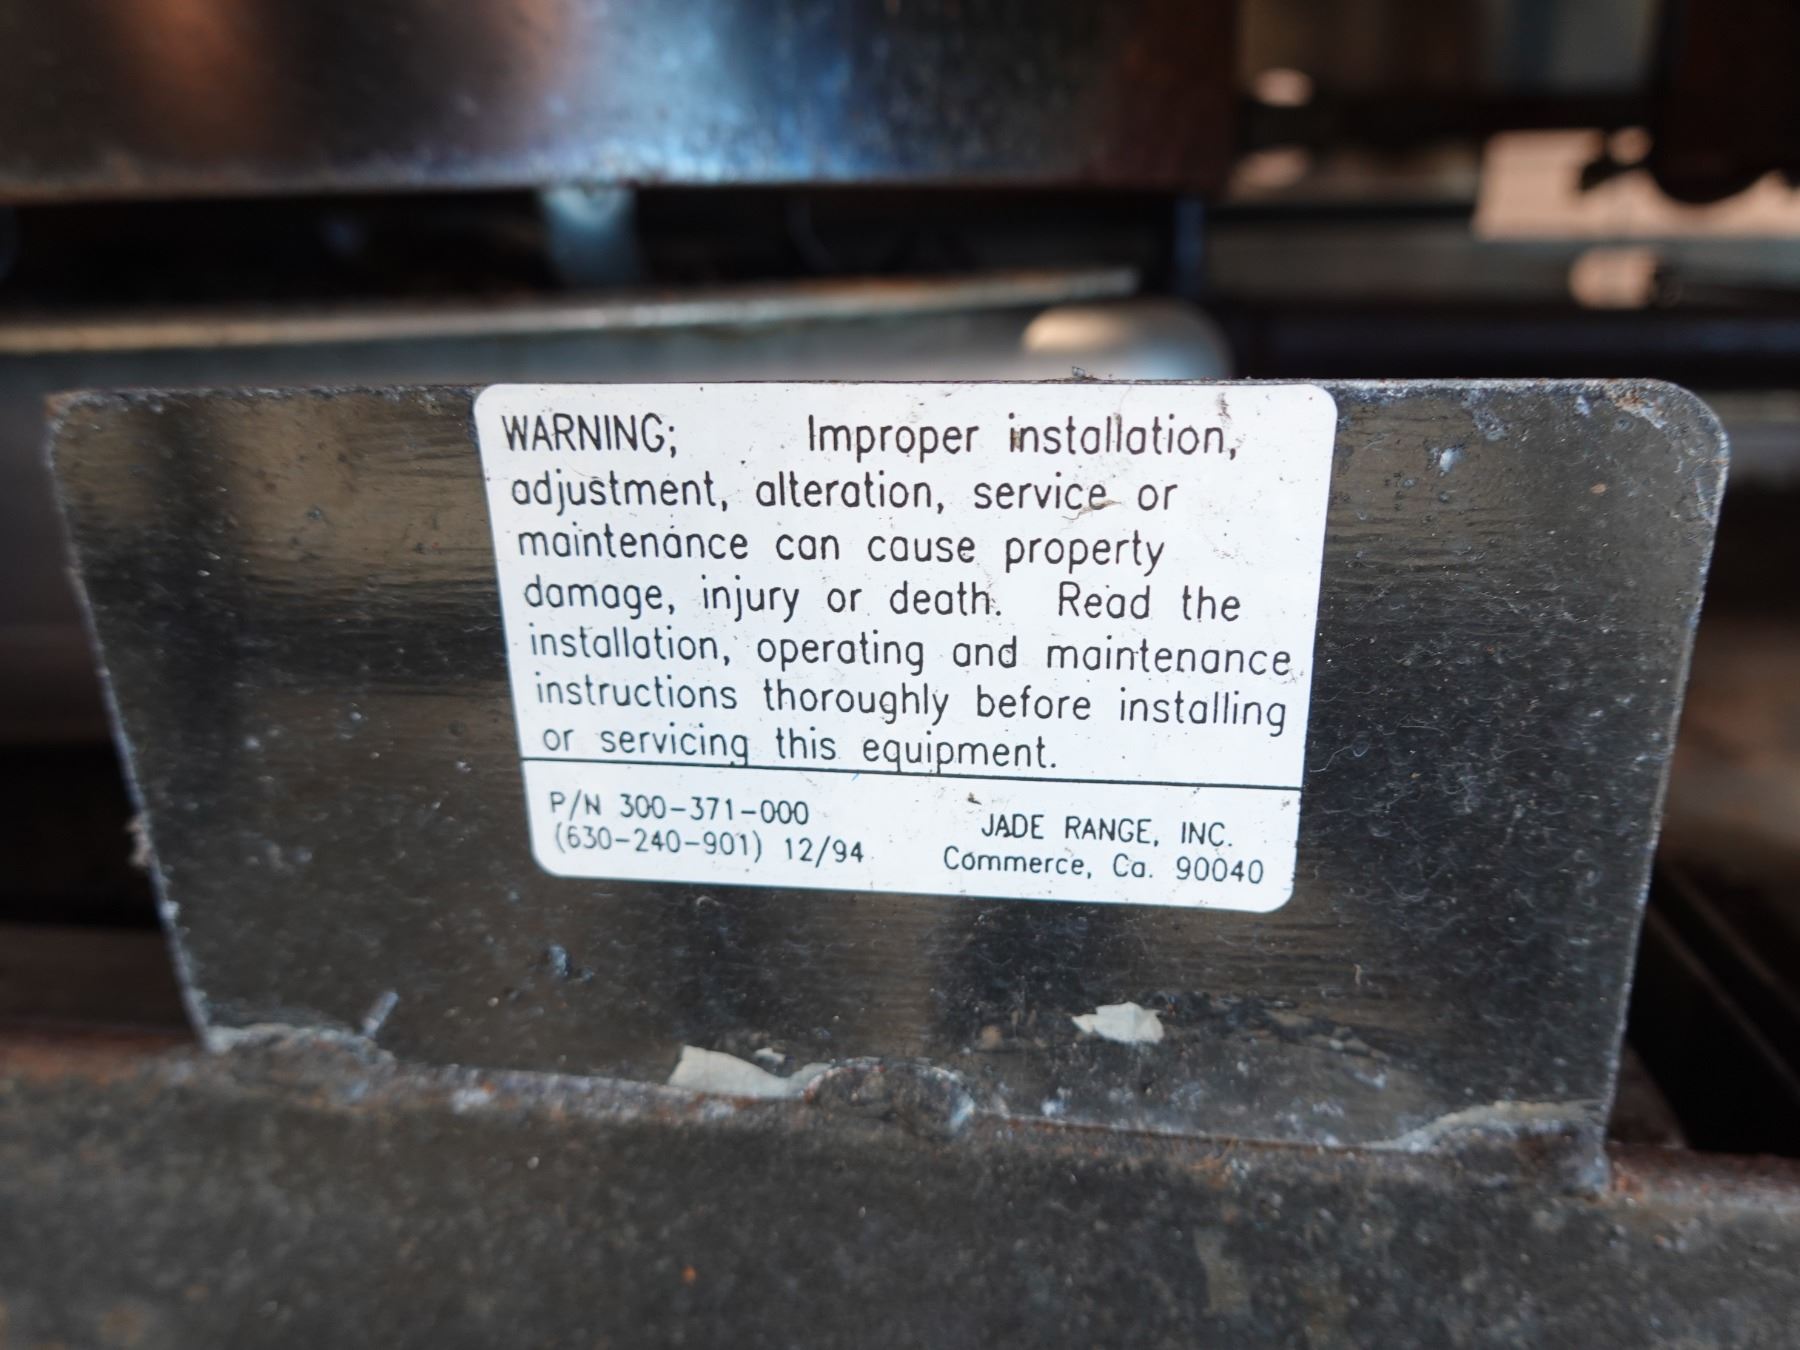 WARNING; Improper installation,
adjustment, alteration, service or
maintenance can cause property
damage, injury or death. Read the
installation, operating and maintenance
instructions thoroughly before installing
or servicing this equipment.
P/N 300-371-000
(630-240-901) 12/94
JADE RANGE, INC.
Commerce, Ca. 90040